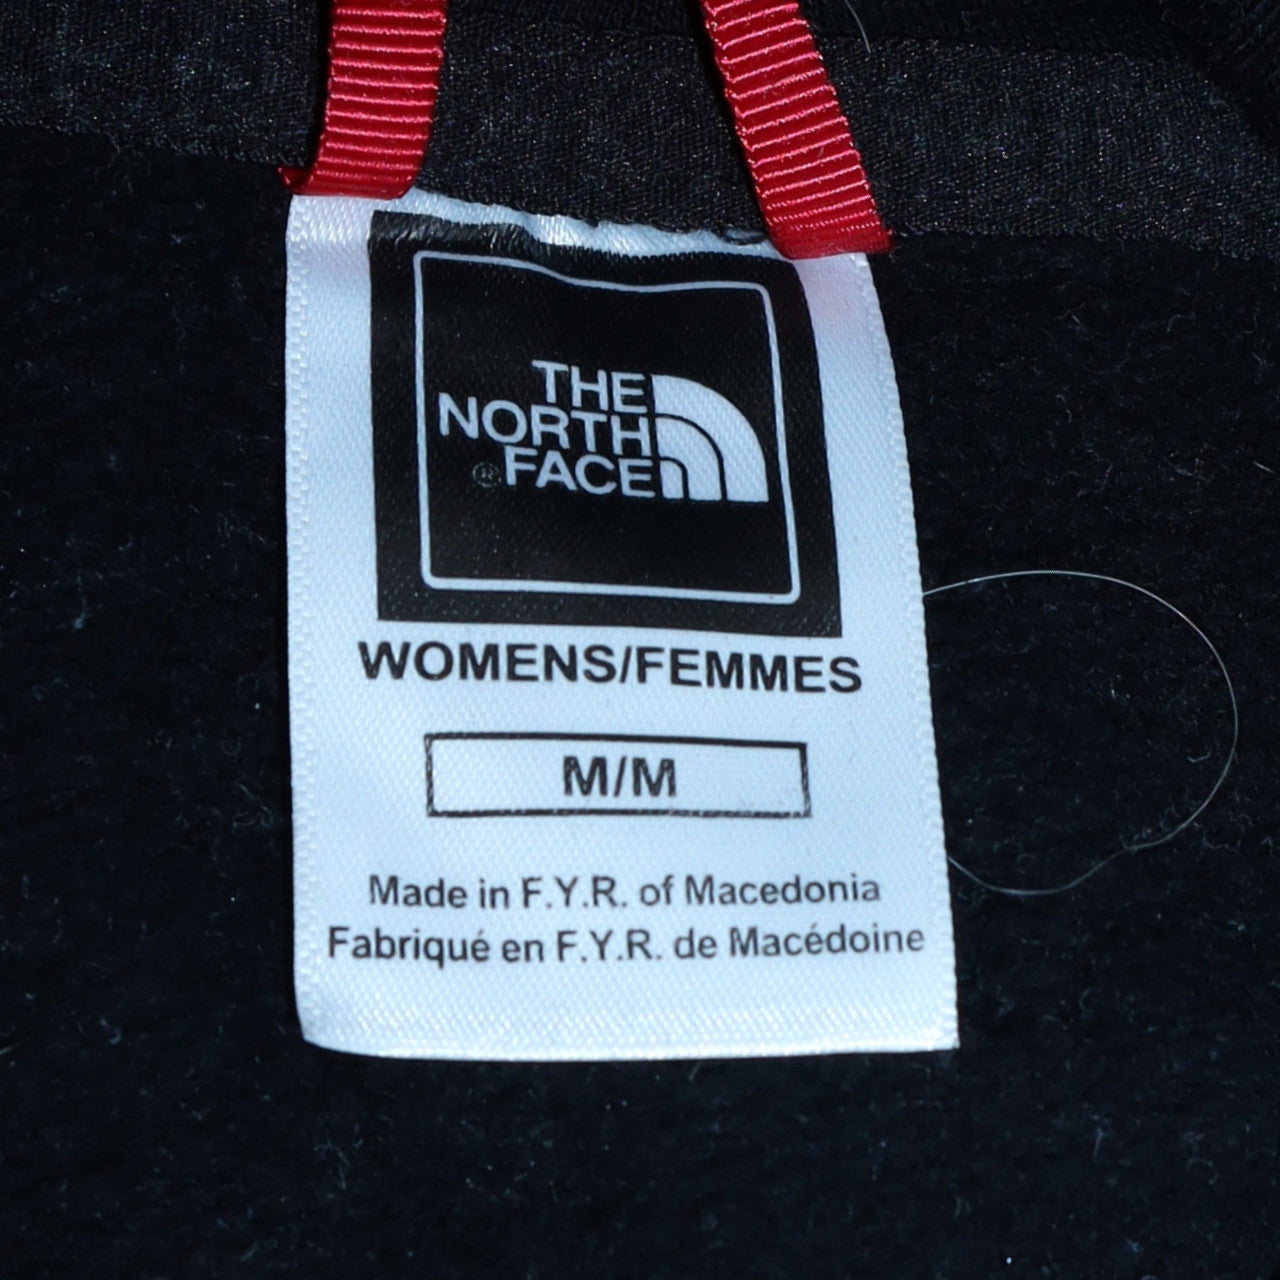 THE
NORTH
®FACE
WOMENS/FEMMES
M/M
Made in F.Y.R. of Macedonia
Fabriqué en F.Y.R. de Macédoine